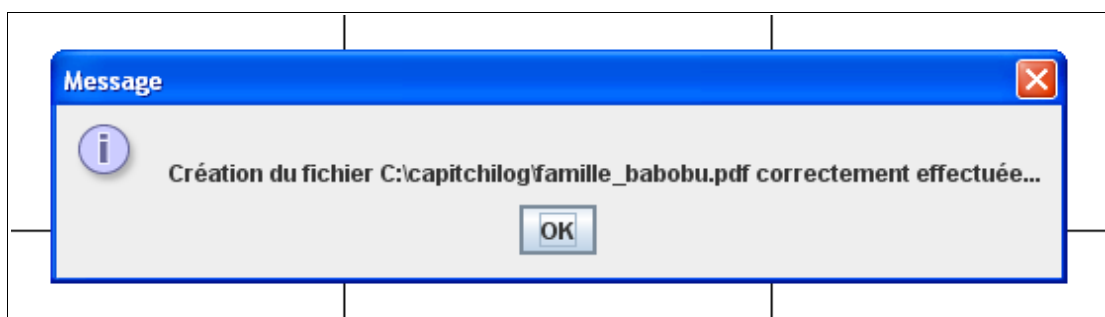 Message
Création du fichier C:\capitchilog\famille_babobu.pdf correctement effectuée...
OK